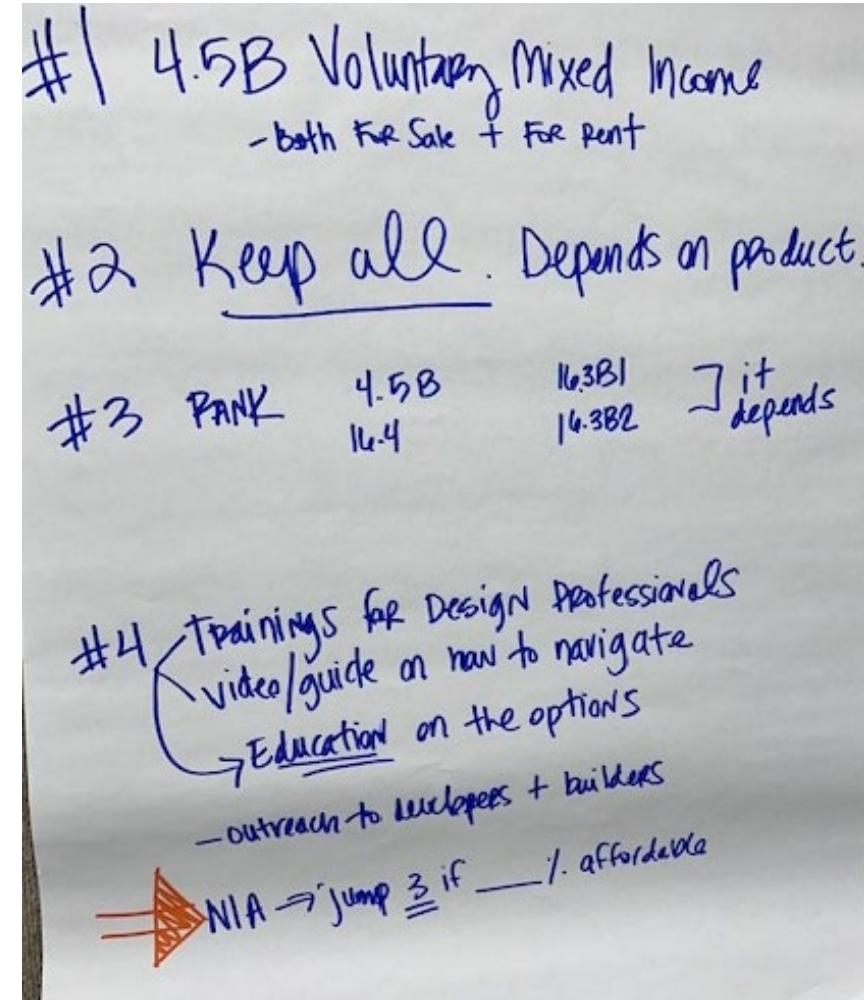 #1 4.5B Voluntary Mixed Income
- Both For Sale + For Rent
#2 Keep all. Depends on product.
#3 RANK 4.5B 16.3B1 ] it
16.4 16.3B2 depends
#4 Trainings for Design Professionals
video/guide on how to navigate
→ Education on the options
- outreach to developers + builders
NIA → jump 3 if ___% affordable